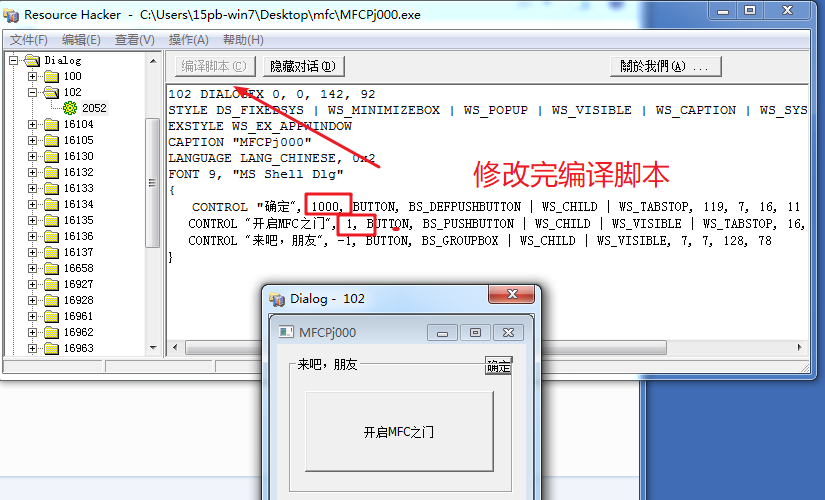 Resource Hacker - C:\Users\15pb-win7\Desktop\mfc\MFCPj000.exe
文件(F) 编辑(E) 查看(V) 操作(A) 帮助(H)
编译脚本(C) 隐藏对话(D) 關於我們(A) ...
Dialog
100
102
2052
16104
16105
16130
16132
16133
16134
16135
16136
16137
16658
16927
16928
16961
16962
16963
102 DIALOGEX 0, 0, 142, 92
STYLE DS_FIXEDSYS | WS_MINIMIZEBOX | WS_POPUP | WS_VISIBLE | WS_CAPTION | WS_SYS
EXSTYLE WS_EX_APPWINDOW
CAPTION "MFCPj000"
LANGUAGE LANG_CHINESE, 0x2
FONT 9, "MS Shell Dlg"
{
CONTROL "确定", 1000, BUTTON, BS_DEFPUSHBUTTON | WS_CHILD | WS_TABSTOP, 119, 7, 16, 11
CONTROL "开启MFC之门", 1, BUTTON, BS_PUSHBUTTON | WS_CHILD | WS_VISIBLE | WS_TABSTOP, 16,
CONTROL "来吧，朋友", -1, BUTTON, BS_GROUPBOX | WS_CHILD | WS_VISIBLE, 7, 7, 128, 78
}
修改完编译脚本
Dialog - 102
MFCPj000
来吧，朋友
确定
开启MFC之门